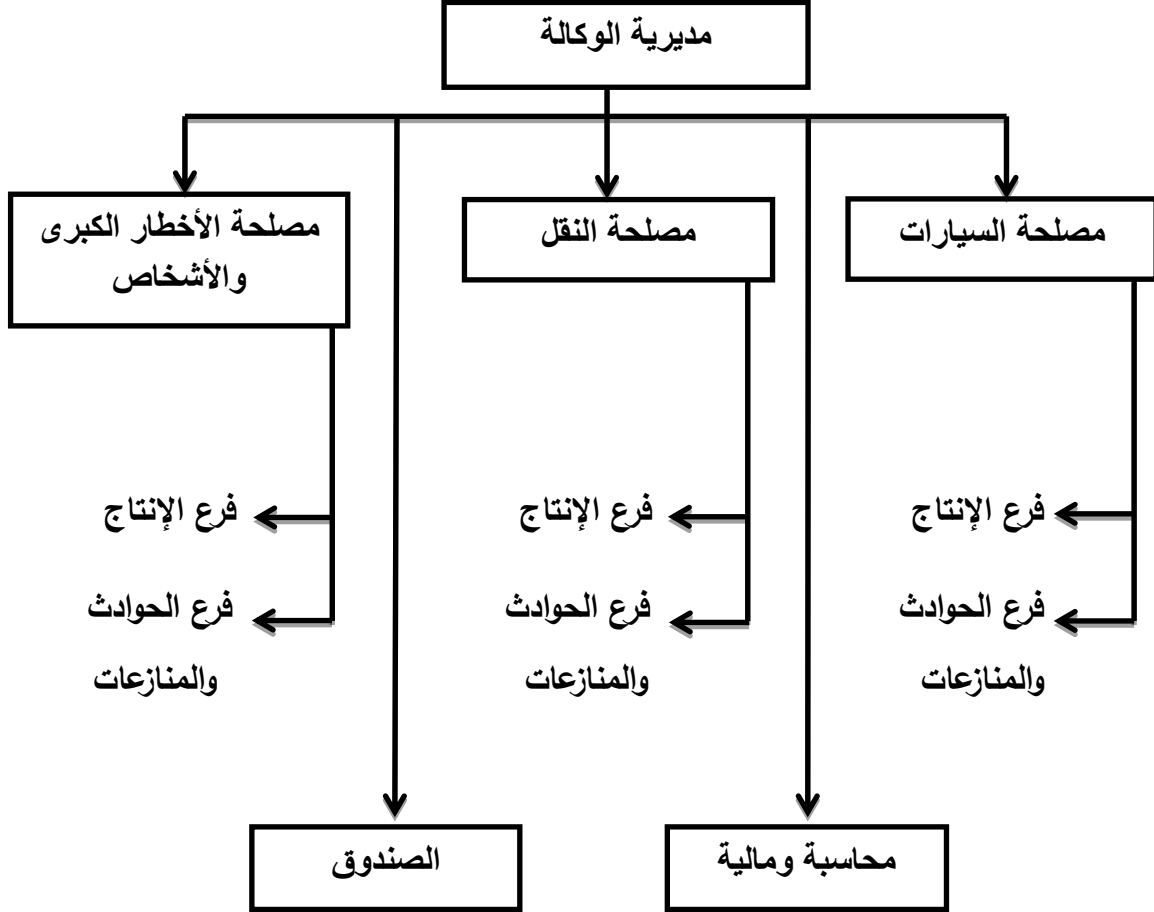 مديرية الوكالة
مصلحة السيارات
مصلحة النقل
مصلحة الأخطار الكبرى
والأشخاص
فرع الإنتاج
فرع الإنتاج
فرع الإنتاج
فرع الحوادث
والمنازعات
فرع الحوادث
والمنازعات
فرع الحوادث
والمنازعات
محاسبة ومالية
الصندوق